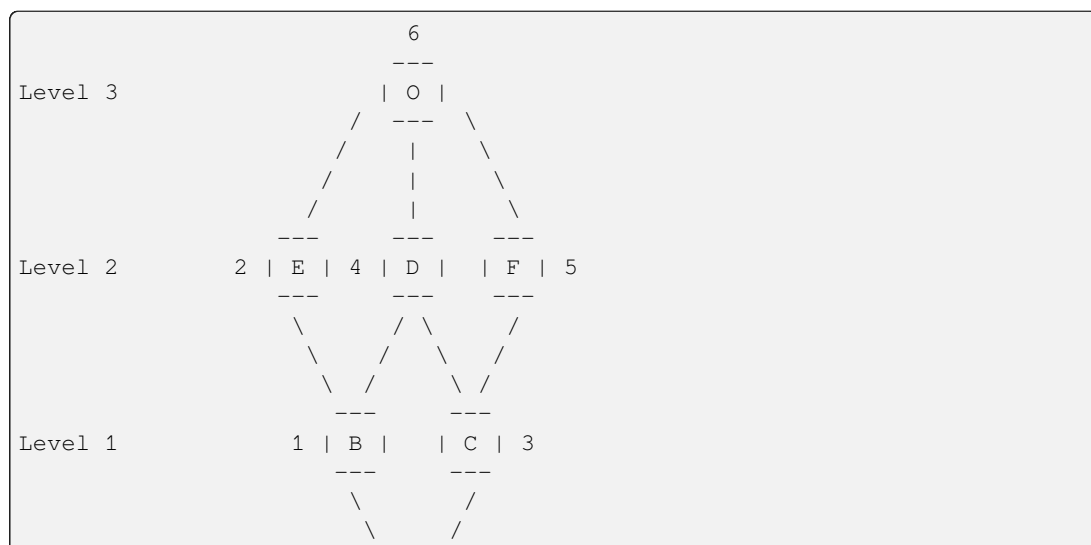 6
                          ---
Level 3                  | O |
                       /  ---  \
                      /    |    \
                     /     |     \
                    /      |      \
                  ---     ---    ---
Level 2        2 | E | 4 | D |  | F | 5
                  ---     ---    ---
                   \      / \     /
                    \    /   \   /
                     \  /     \ /
                      ---     ---
Level 1            1 | B |   | C | 3
                      ---     ---
                       \       /
                        \     /